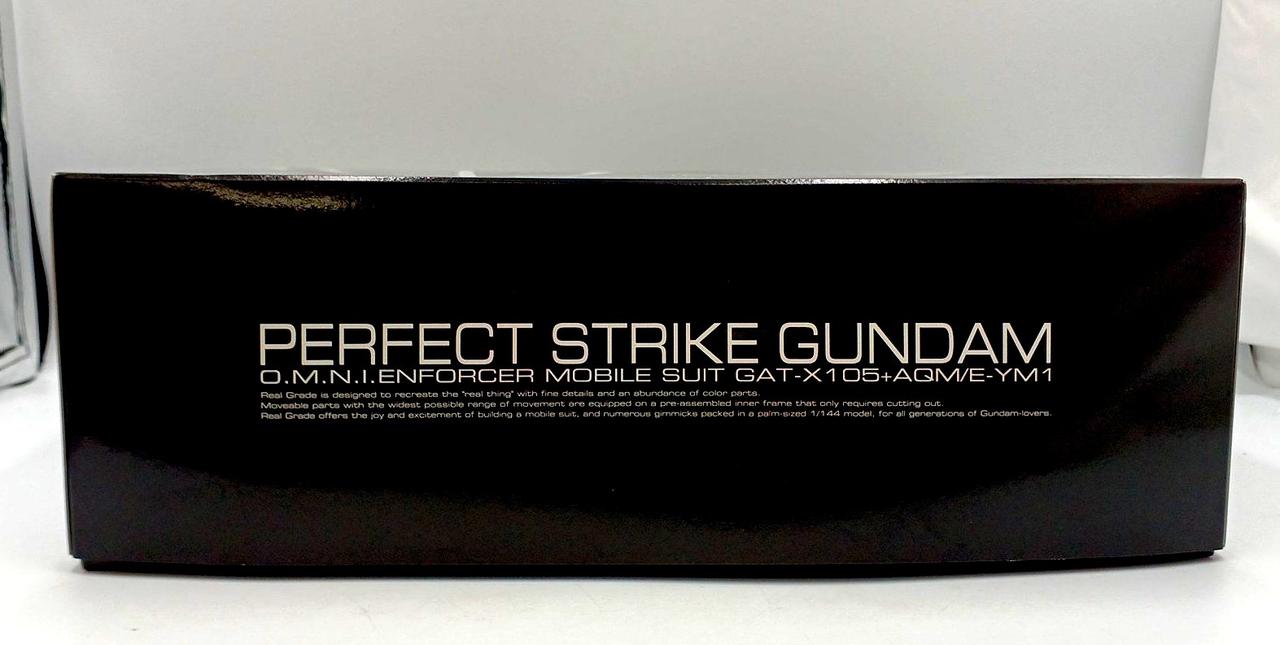 PERFECT STRIKE GUNDAM
O.M.N.I.ENFORCER MOBILE SUIT GAT-X105+AQM/E-YM1
Real Grade is designed to recreate the "real thing" with fine details and an abundance of color parts.
Moveable parts with the widest possible range of movement are equipped on a pre-assembled inner frame that only requires cutting out.
Real Grade offers the joy and excitement of building a mobile suit, and numerous gimmicks packed in a palm-sized 1/144 model, for all generations of Gundam-lovers.